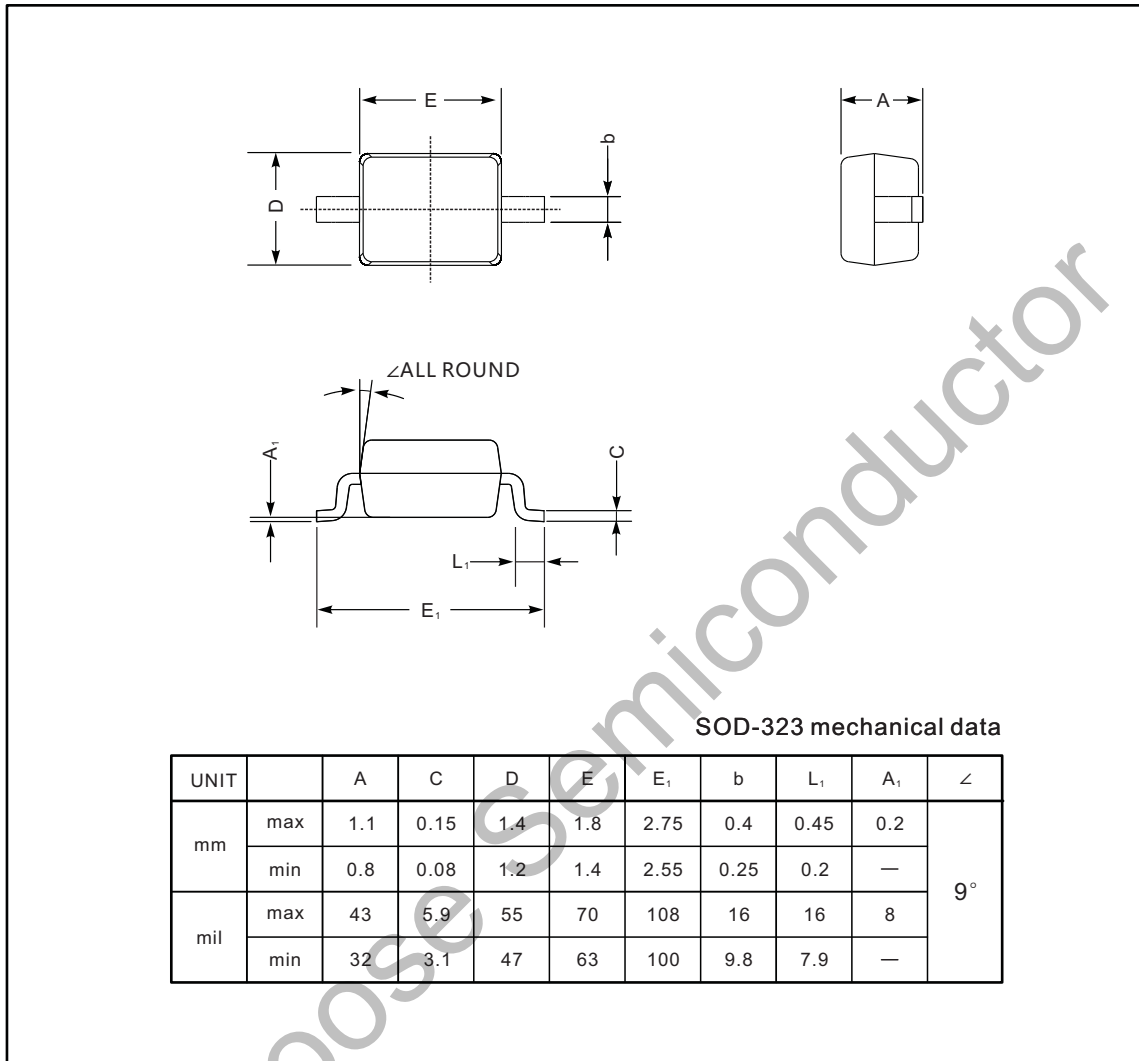 E
A
b
D
∠ALL ROUND
A₁
C
L₁
E₁
SOD-323 mechanical data
UNIT A C D E E₁ b L₁ A₁ ∠
mm max 1.1 0.15 1.4 1.8 2.75 0.4 0.45 0.2 9°
min 0.8 0.08 1.2 1.4 2.55 0.25 0.2 —
mil max 43 5.9 55 70 108 16 16 8
min 32 3.1 47 63 100 9.8 7.9 —
Semiconductor